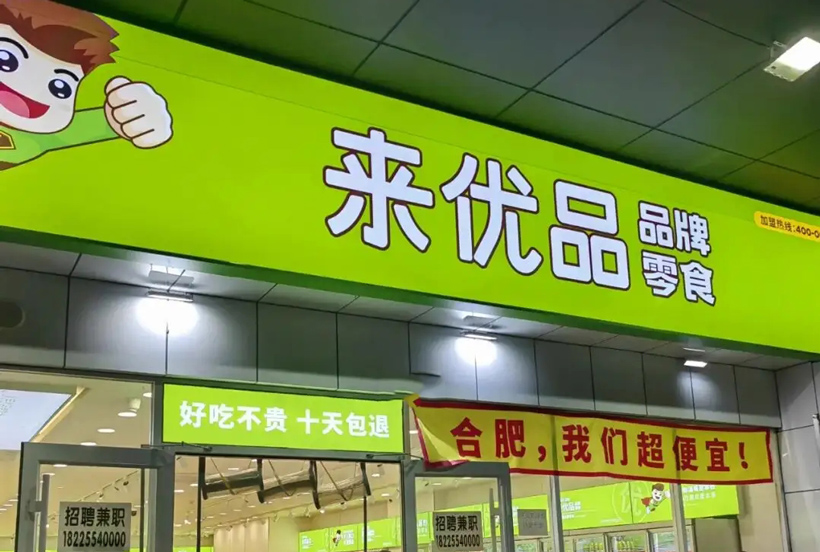 来优品
品牌
零食
加盟热线:400-0
好吃不贵 十天包退
合肥，我们超便宜！
招聘兼职
18225540000
招聘兼职
18225540000